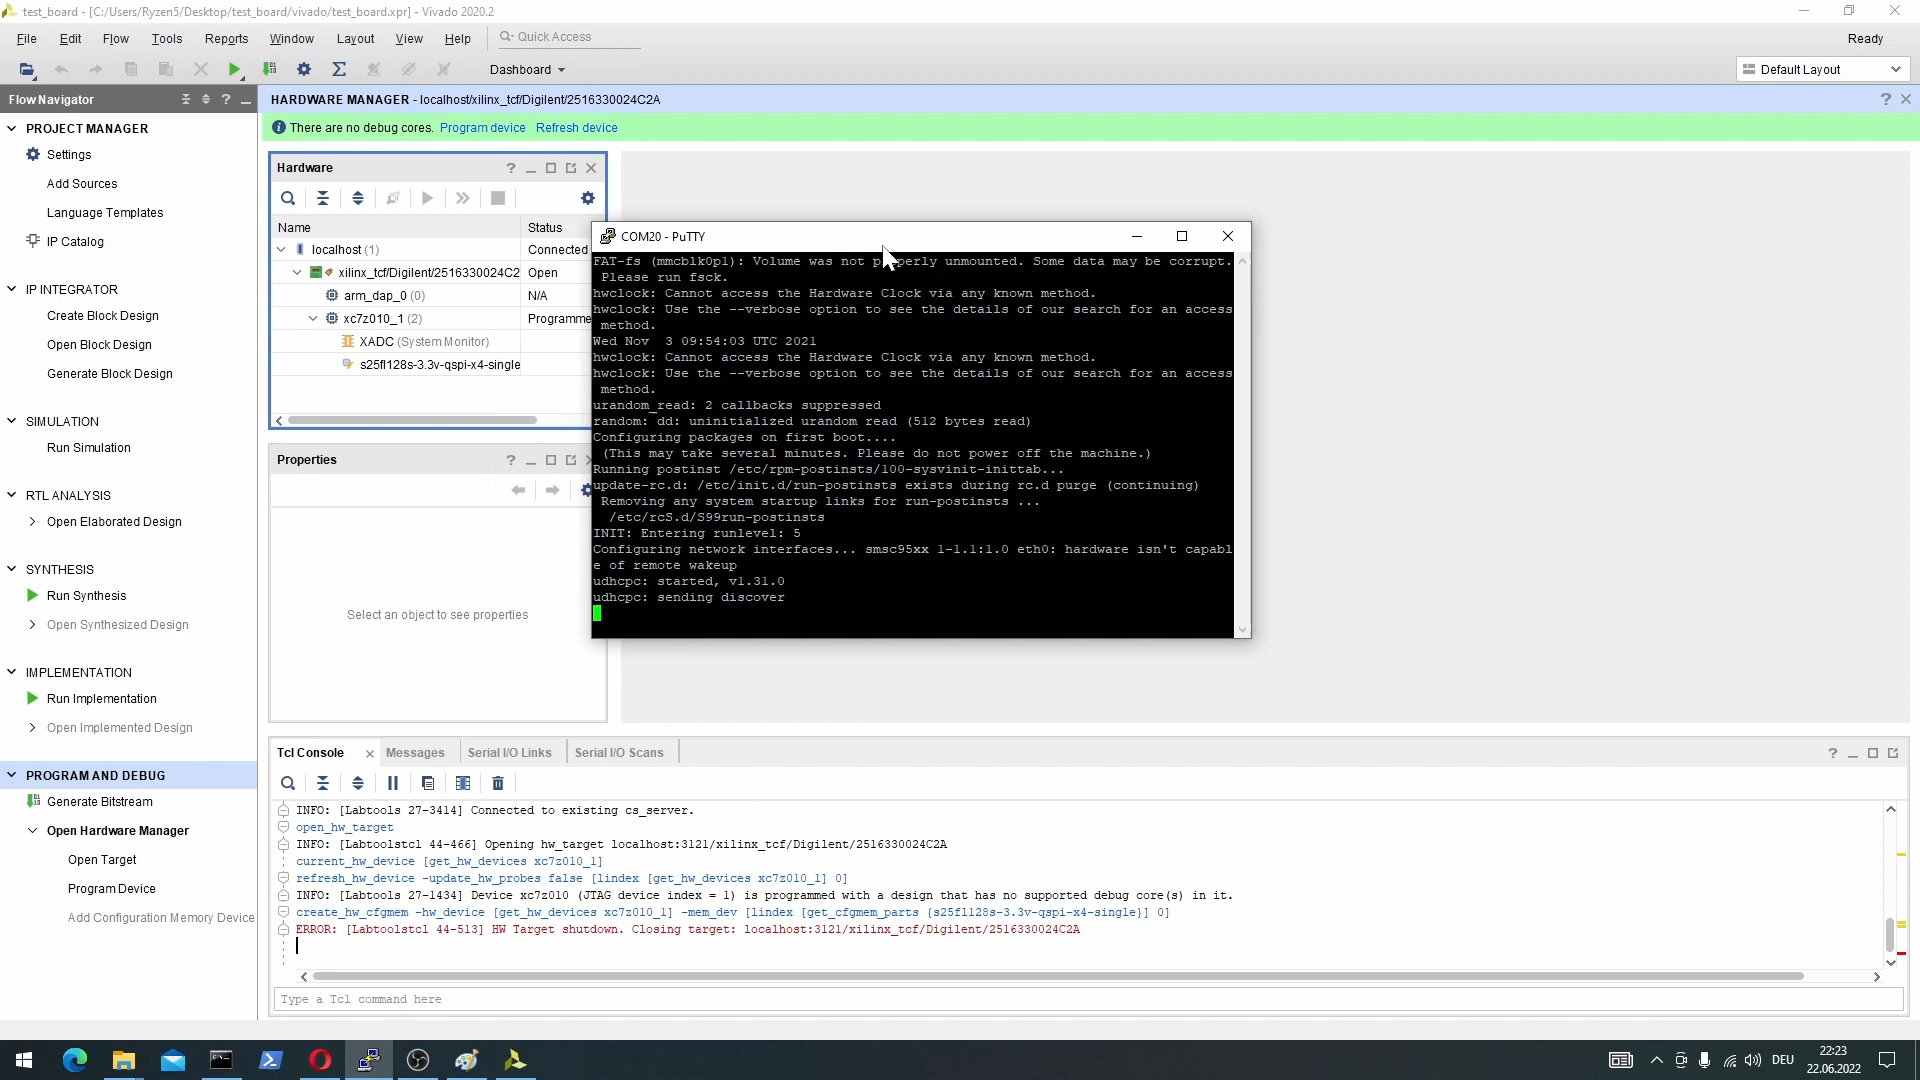 test_board - [C:/Users/Ryzen5/Desktop/test_board/vivado/test_board.xpr] - Vivado 2020.2
File Edit Flow Tools Reports Window Layout View Help Quick Access
Ready
Dashboard
Default Layout
Flow Navigator
HARDWARE MANAGER - localhost/xilinx_tcf/Digilent/2516330024C2A
There are no debug cores. Program device Refresh device
PROJECT MANAGER
Settings
Add Sources
Language Templates
IP Catalog
IP INTEGRATOR
Create Block Design
Open Block Design
Generate Block Design
SIMULATION
Run Simulation
RTL ANALYSIS
Open Elaborated Design
SYNTHESIS
Run Synthesis
Open Synthesized Design
IMPLEMENTATION
Run Implementation
Open Implemented Design
PROGRAM AND DEBUG
Generate Bitstream
Open Hardware Manager
Open Target
Program Device
Add Configuration Memory Device
Hardware
Name Status
localhost (1) Connected
xilinx_tcf/Digilent/2516330024C2 Open
arm_dap_0 (0) N/A
xc7z010_1 (2) Programme
XADC (System Monitor)
s25fl128s-3.3v-qspi-x4-single
Properties
Select an object to see properties
COM20 - PuTTY
FAT-fs (mmcblk0p1): Volume was not properly unmounted. Some data may be corrupt.
Please run fsck.
hwclock: Cannot access the Hardware Clock via any known method.
hwclock: Use the --verbose option to see the details of our search for an access
method.
Wed Nov  3 09:54:03 UTC 2021
hwclock: Cannot access the Hardware Clock via any known method.
hwclock: Use the --verbose option to see the details of our search for an access
method.
urandom_read: 2 callbacks suppressed
random: dd: uninitialized urandom read (512 bytes read)
Configuring packages on first boot....
(This may take several minutes. Please do not power off the machine.)
Running postinst /etc/rpm-postinsts/100-sysvinit-inittab...
update-rc.d: /etc/init.d/run-postinsts exists during rc.d purge (continuing)
Removing any system startup links for run-postinsts ...
/etc/rcS.d/S99run-postinsts
INIT: Entering runlevel: 5
Configuring network interfaces... smsc95xx 1-1.1:1.0 eth0: hardware isn't capabl
e of remote wakeup
udhcpc: started, v1.31.0
udhcpc: sending discover
Tcl Console Messages Serial I/O Links Serial I/O Scans
INFO: [Labtools 27-3414] Connected to existing cs_server.
open_hw_target
INFO: [Labtoolstcl 44-466] Opening hw_target localhost:3121/xilinx_tcf/Digilent/2516330024C2A
current_hw_device [get_hw_devices xc7z010_1]
refresh_hw_device -update_hw_probes false [lindex [get_hw_devices xc7z010_1] 0]
INFO: [Labtools 27-1434] Device xc7z010 (JTAG device index = 1) is programmed with a design that has no supported debug core(s) in it.
create_hw_cfgmem -hw_device [get_hw_devices xc7z010_1] -mem_dev [lindex [get_cfgmem_parts {s25fl128s-3.3v-qspi-x4-single}] 0]
ERROR: [Labtoolstcl 44-513] HW Target shutdown. Closing target: localhost:3121/xilinx_tcf/Digilent/2516330024C2A
Type a Tcl command here
DEU
22:23
22.06.2022